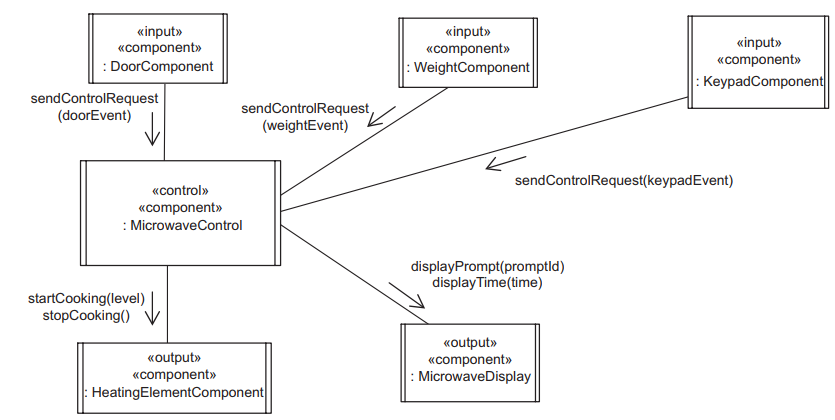 «input»
«component»
: DoorComponent
«input»
«component»
: WeightComponent
«input»
«component»
: KeypadComponent
sendControlRequest
(doorEvent)
sendControlRequest
(weightEvent)
sendControlRequest(keypadEvent)
«control»
«component»
: MicrowaveControl
displayPrompt(promptId)
displayTime(time)
startCooking(level)
stopCooking()
«output»
«component»
: HeatingElementComponent
«output»
«component»
: MicrowaveDisplay